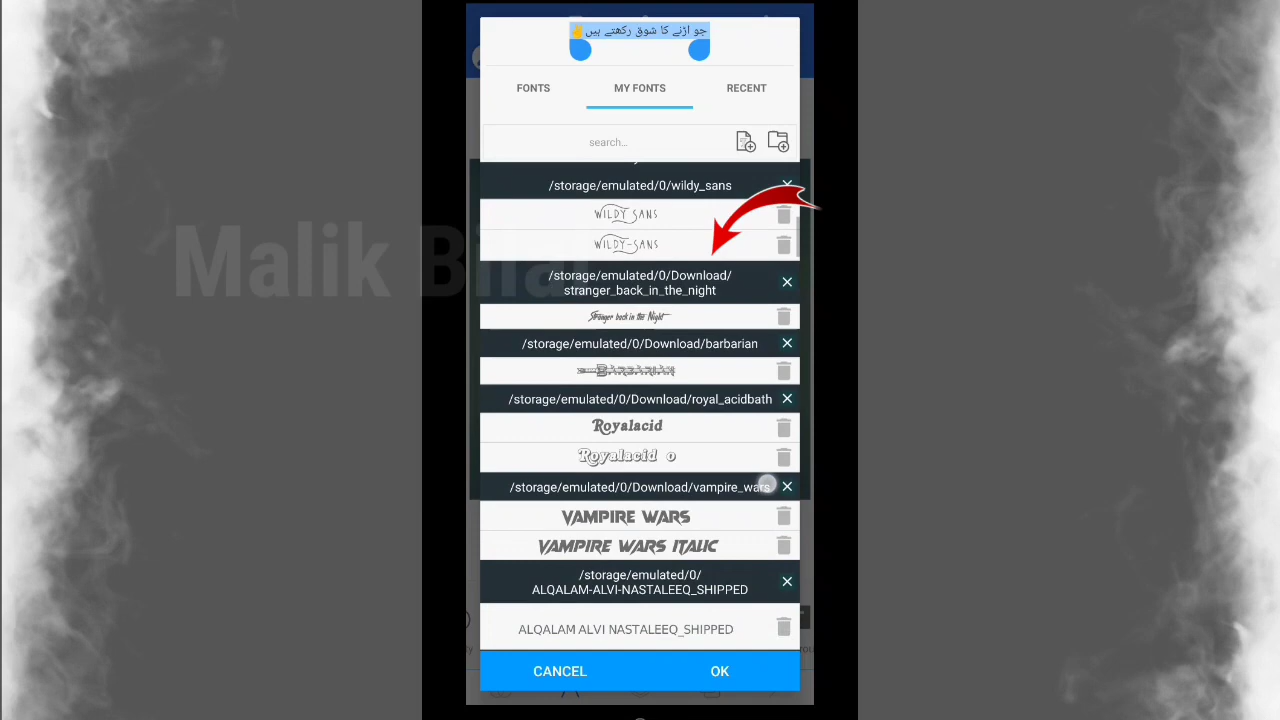 جو اڑنے کا شوق رکھتے ہیں
FONTS
MY FONTS
RECENT
search...
/storage/emulated/0/wildy_sans
WILDY SANS
WILDY-SANS
/storage/emulated/0/Download/
stranger_back_in_the_night
Stranger back in the Night
/storage/emulated/0/Download/barbarian
BARBARIAN
/storage/emulated/0/Download/royal_acidbath
Royalacid
Royalacid o
/storage/emulated/0/Download/vampire_wars
VAMPIRE WARS
VAMPIRE WARS ITALIC
/storage/emulated/0/
ALQALAM-ALVI-NASTALEEQ_SHIPPED
ALQALAM ALVI NASTALEEQ_SHIPPED
CANCEL
OK
Malik Bilal